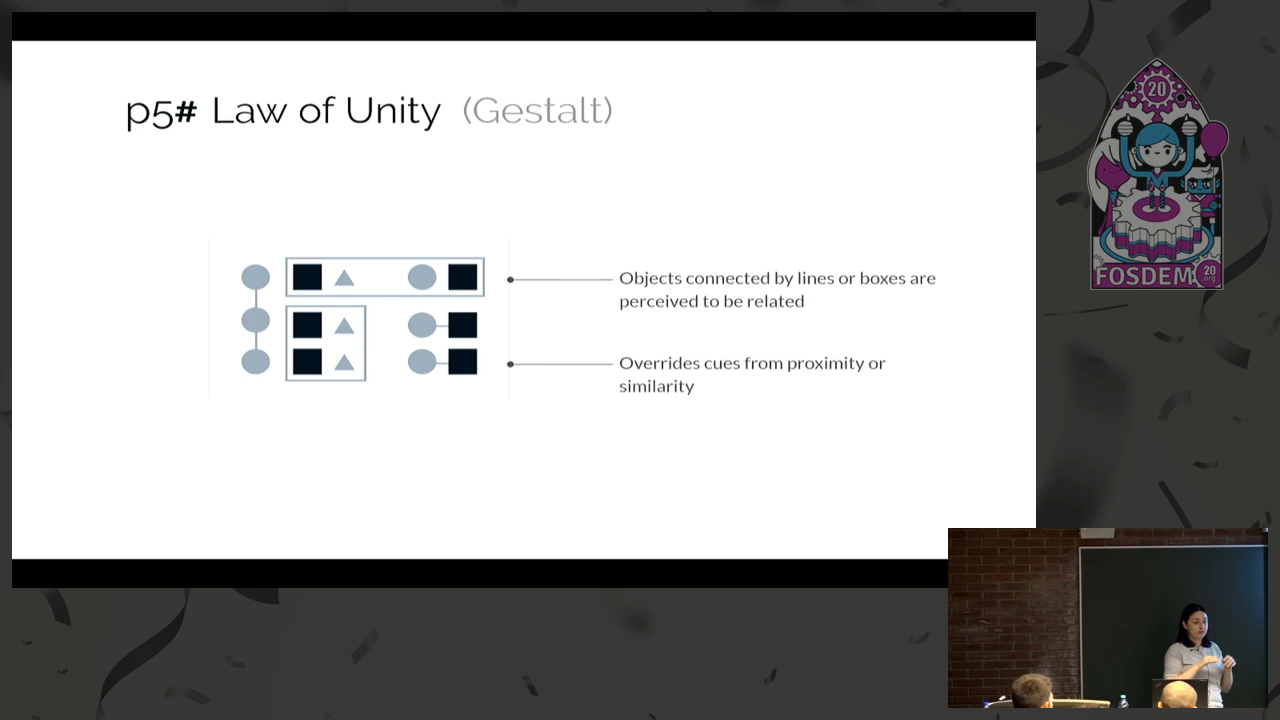 p5# Law of Unity (Gestalt)
Objects connected by lines or boxes are
perceived to be related
Overrides cues from proximity or
similarity
20
FOSDEM
20
org